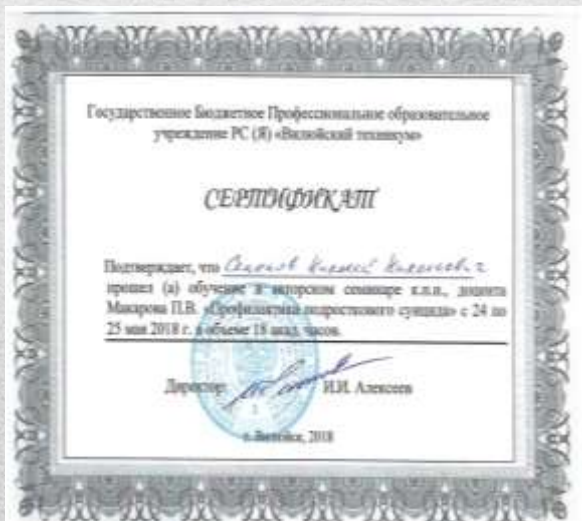 Государственное Бюджетное Профессиональное образовательное
учреждение РС (Я) «Вилюйский техникум»
СЕРТИФИКАТ
Подтверждает, что
прошел (а) обучение в авторском семинаре к.п.н., доцента
Макарова П.В. «Профилактика подросткового суицида» с 24 по
25 мая 2018 г. в объеме 18 акад. часов.
Директор И.И. Алексеев
г. Вилюйск, 2018